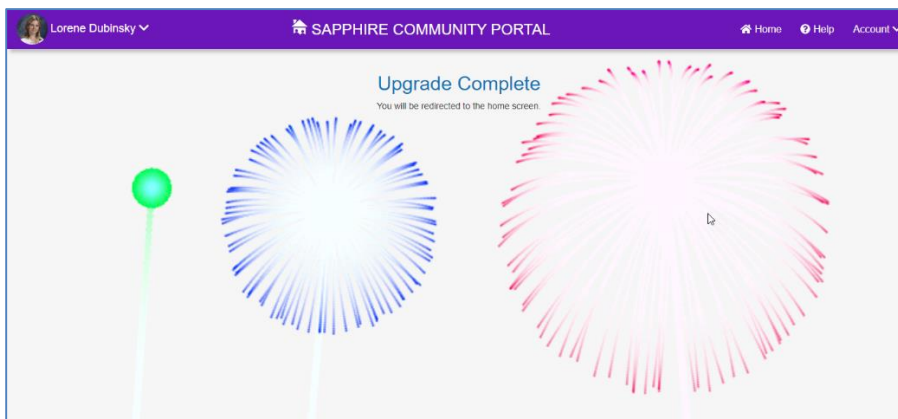 Lorene Dubinsky
SAPPHIRE COMMUNITY PORTAL
Home
Help
Account
Upgrade Complete
You will be redirected to the home screen.